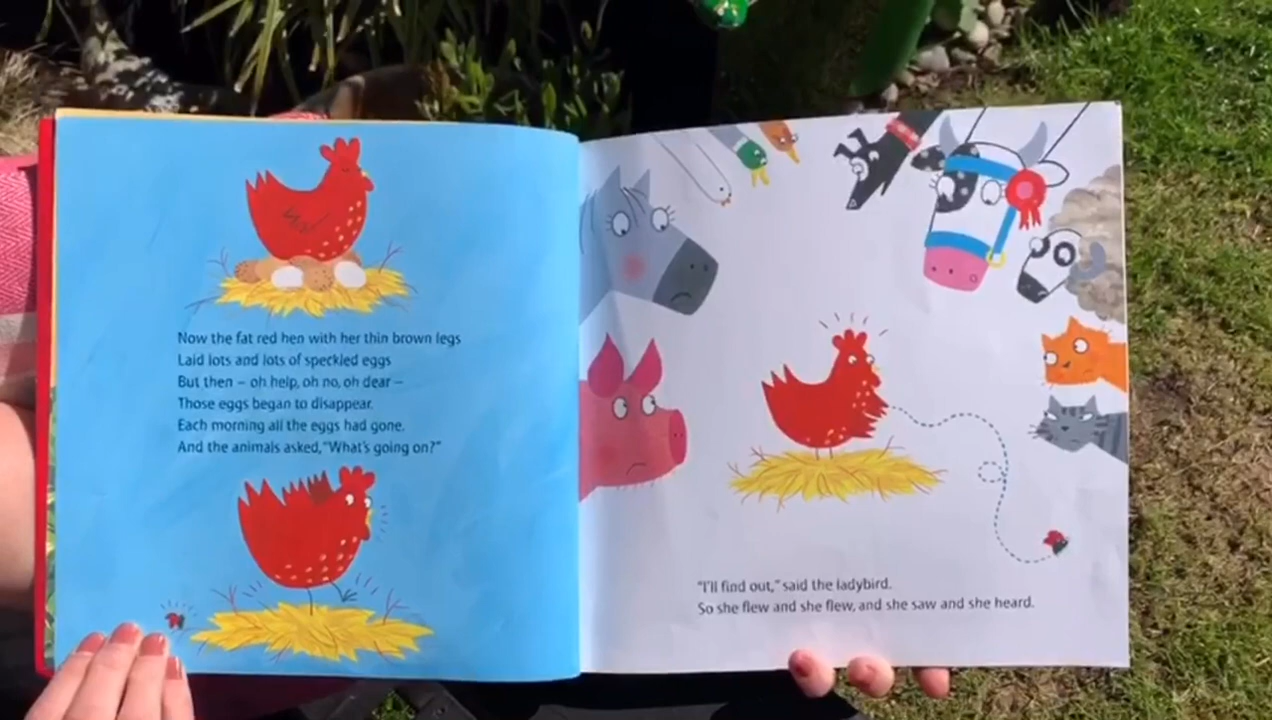 Now the fat red hen with her thin brown legs
Laid lots and lots of speckled eggs
But then – oh help, oh no, oh dear –
Those eggs began to disappear.
Each morning all the eggs had gone.
And the animals asked, “What’s going on?”
“I’ll find out,” said the ladybird.
So she flew and she flew, and she saw and she heard.